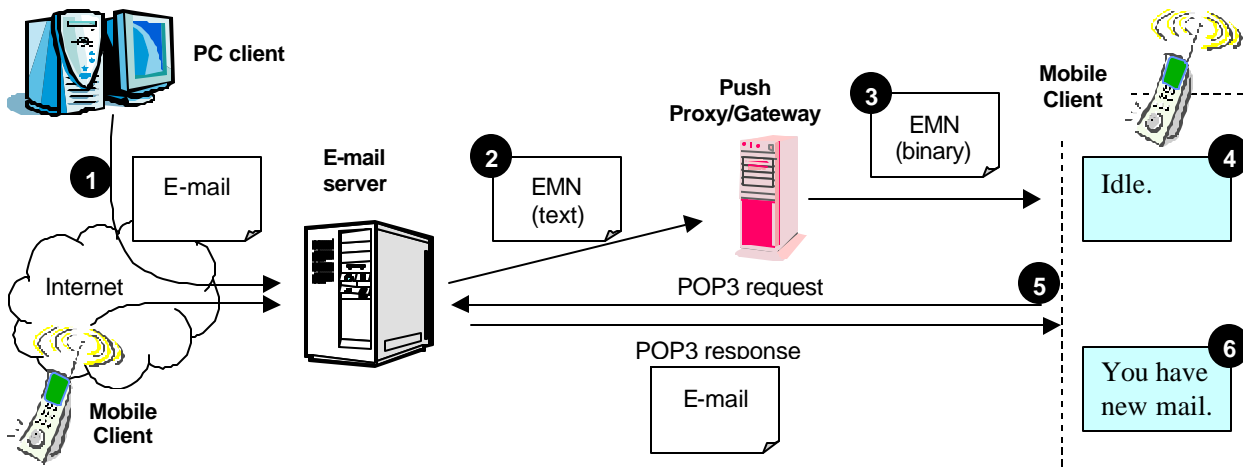 PC client
1
E-mail
E-mail
server
2
EMN
(text)
Push
Proxy/Gateway
3
EMN
(binary)
Mobile
Client
4
Idle.
Internet
POP3 request
5
POP3 response
E-mail
6
You have
new mail.
Mobile
Client